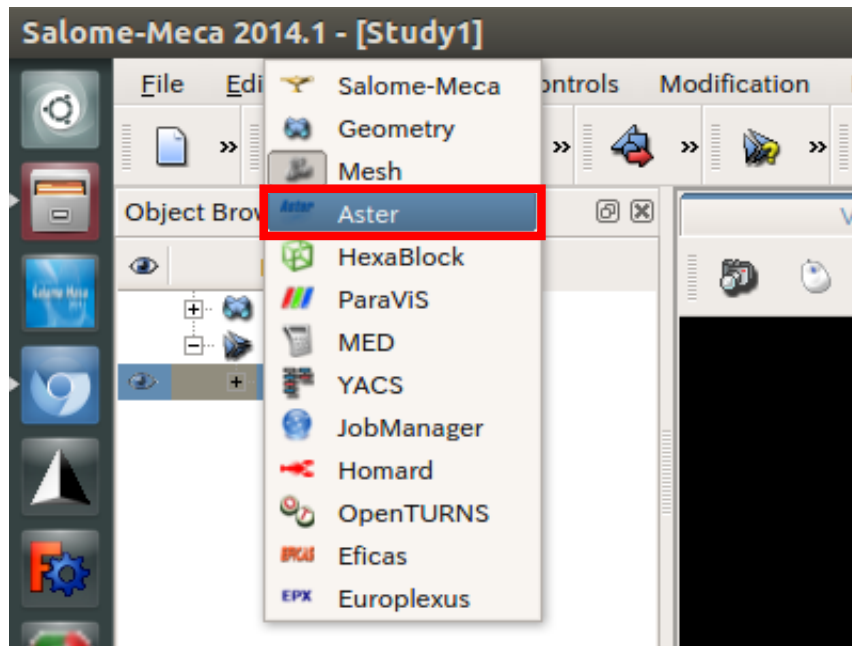 Salome-Meca 2014.1 - [Study1]
File Edi ontrols Modification
Salome-Meca
Geometry
Mesh
Object Brow
Aster Aster
HexaBlock
ParaViS
MED
YACS
JobManager
Homard
OpenTURNS
EFICAS Eficas
EPX Europlexus
V